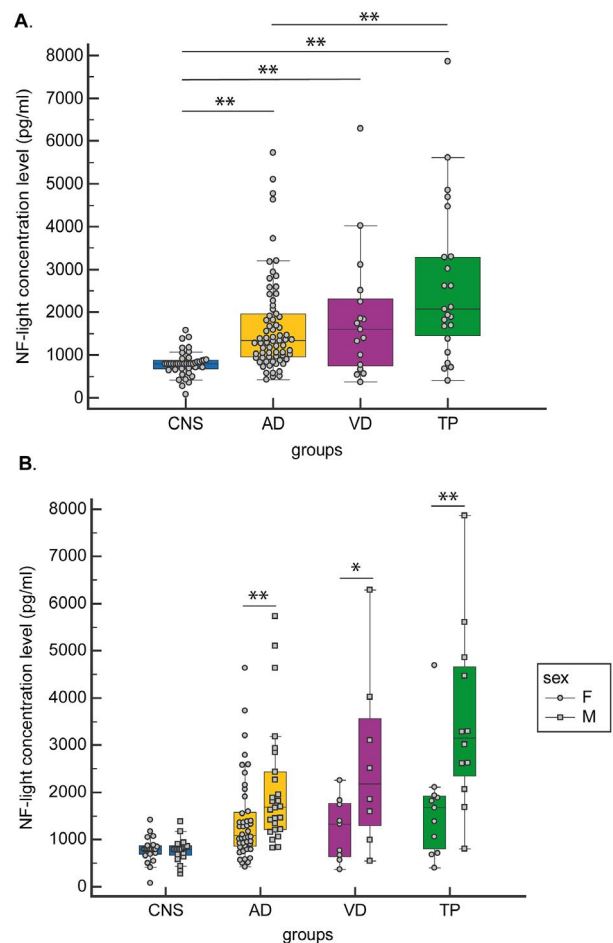 A.
**
**
**
**
NF-light concentration level (pg/ml)
8000
7000
6000
5000
4000
3000
2000
1000
0
CNS AD VD TP
groups
B.
**
*
**
NF-light concentration level (pg/ml)
8000
7000
6000
5000
4000
3000
2000
1000
0
CNS AD VD TP
groups
sex
F
M